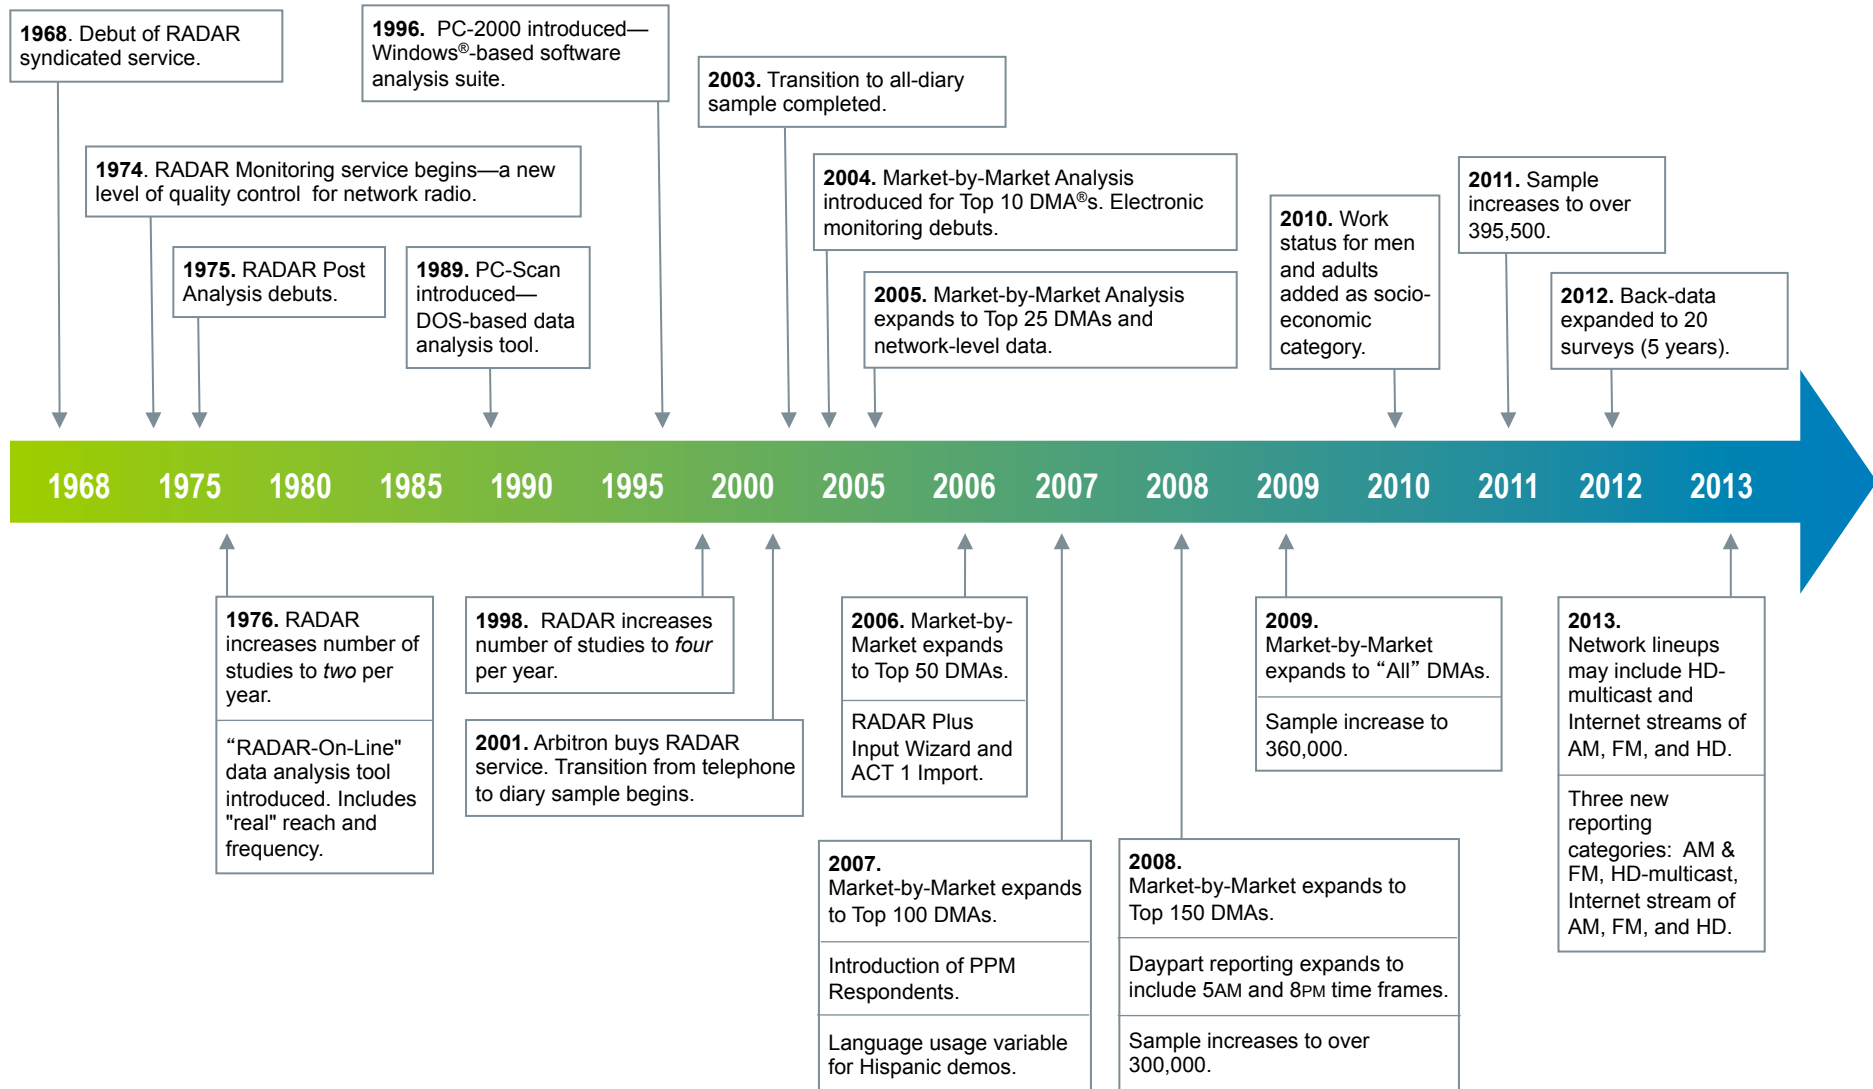 1968. Debut of RADAR
syndicated service.
1996.  PC-2000 introduced—
Windows®-based software
analysis suite.
2003. Transition to all-diary
sample completed.
1974. RADAR Monitoring service begins—a new
level of quality control  for network radio.
2004. Market-by-Market Analysis
introduced for Top 10 DMA®s. Electronic
monitoring debuts.
2011. Sample
increases to over
395,500.
2010. Work
status for men
and adults
added as socio-
economic
category.
1975. RADAR Post
Analysis debuts.
1989. PC-Scan
introduced—
DOS-based data
analysis tool.
2005. Market-by-Market Analysis
expands to Top 25 DMAs and
network-level data.
2012. Back-data
expanded to 20
surveys (5 years).
1968 1975 1980 1985 1990 1995 2000 2005 2006 2007 2008 2009 2010 2011 2012 2013
1976. RADAR
increases number of
studies to two per
year.
“RADAR-On-Line"
data analysis tool
introduced. Includes
"real" reach and
frequency.
1998.  RADAR increases
number of studies to four
per year.
2001. Arbitron buys RADAR
service. Transition from telephone
to diary sample begins.
2006. Market-by-
Market expands
to Top 50 DMAs.
RADAR Plus
Input Wizard and
ACT 1 Import.
2007.
Market-by-Market expands
to Top 100 DMAs.
Introduction of PPM
Respondents.
Language usage variable
for Hispanic demos.
2008.
Market-by-Market expands to
Top 150 DMAs.
Daypart reporting expands to
include 5AM and 8PM time frames.
Sample increases to over
300,000.
2009.
Market-by-Market
expands to “All” DMAs.
Sample increase to
360,000.
2013.
Network lineups
may include HD-
multicast and
Internet streams of
AM, FM, and HD.
Three new
reporting
categories:  AM &
FM, HD-multicast,
Internet stream of
AM, FM, and HD.